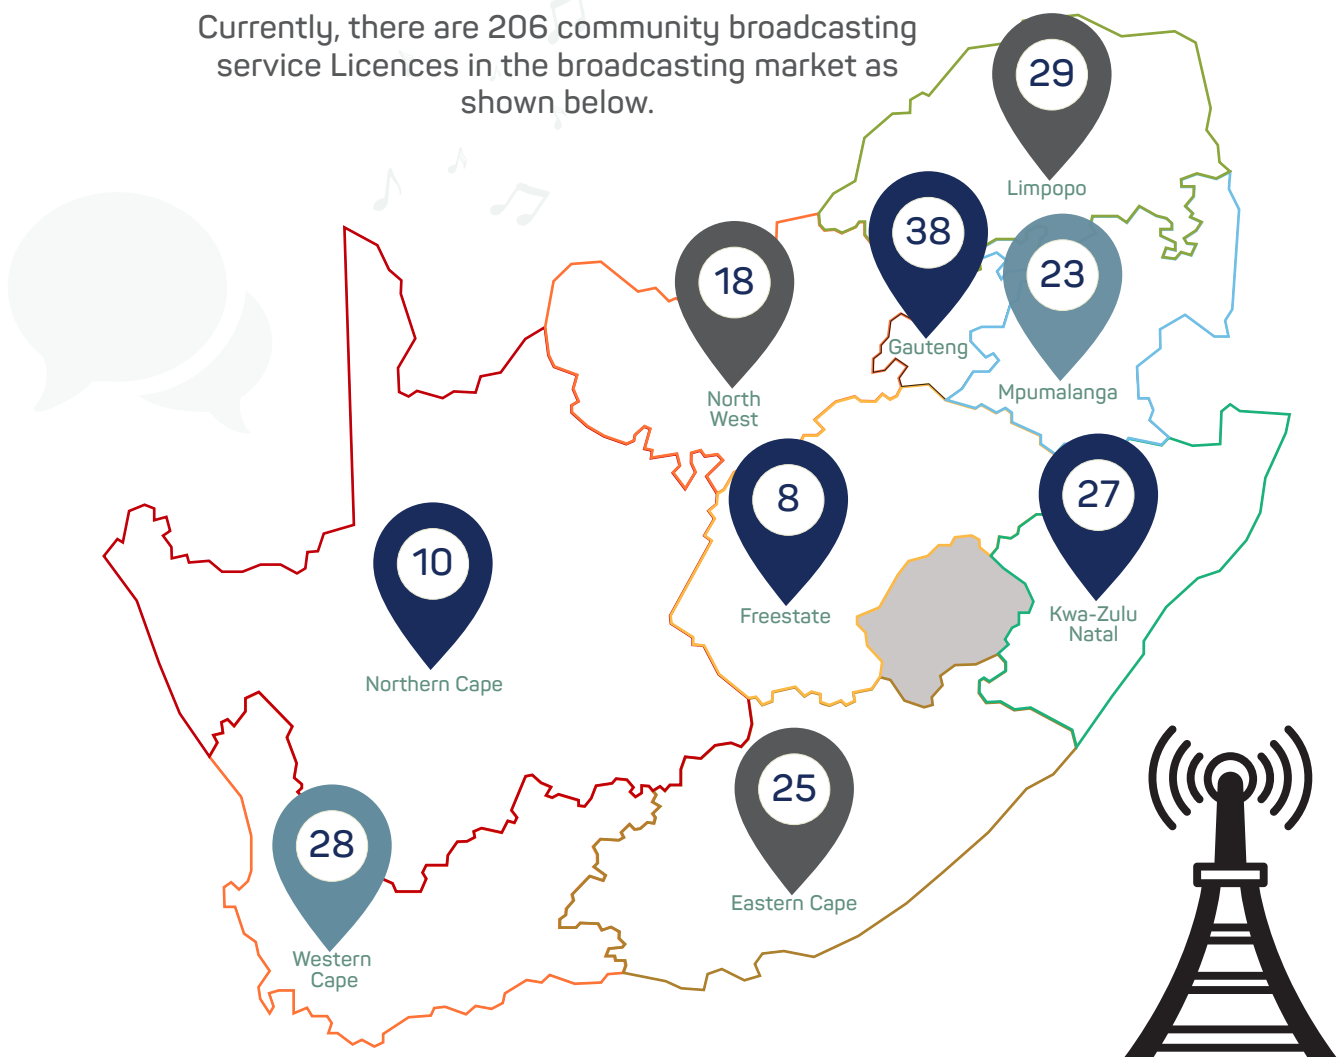 Currently, there are 206 community broadcasting
service Licences in the broadcasting market as
shown below.
29
Limpopo
38
Gauteng
23
Mpumalanga
18
North
West
8
Freestate
27
Kwa-Zulu
Natal
10
Northern Cape
25
Eastern Cape
28
Western
Cape